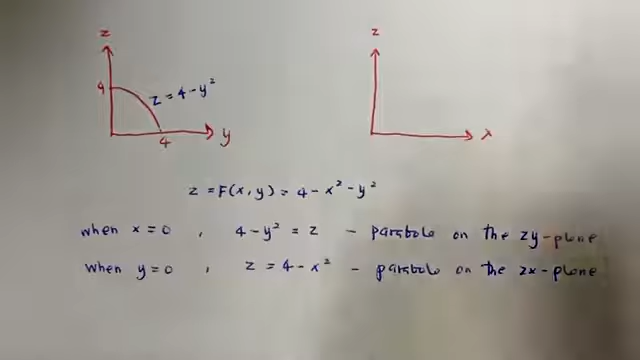 z
z
4
z = 4 - y²
4
y
x
z = F(x, y) = 4 - x² - y²
when x = 0 , 4 - y² = z - parabola on the zy-plane
when y = 0 , z = 4 - x² - parabola on the zx-plane